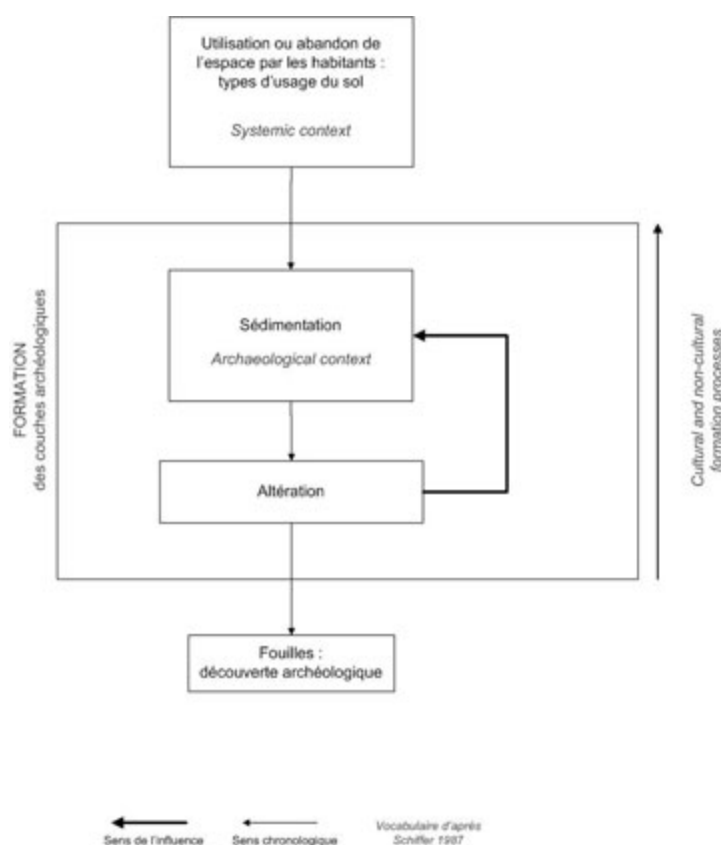 Utilisation ou abandon de
l'espace par les habitants :
types d'usage du sol
Systemic context
FORMATION
des couches archéologiques
Sédimentation
Archaeological context
Altération
Cultural and non-cultural
formation processes
Fouilles :
découverte archéologique
Sens de l'influence
Sens chronologique
Vocabulaire d'après
Schiffer 1987